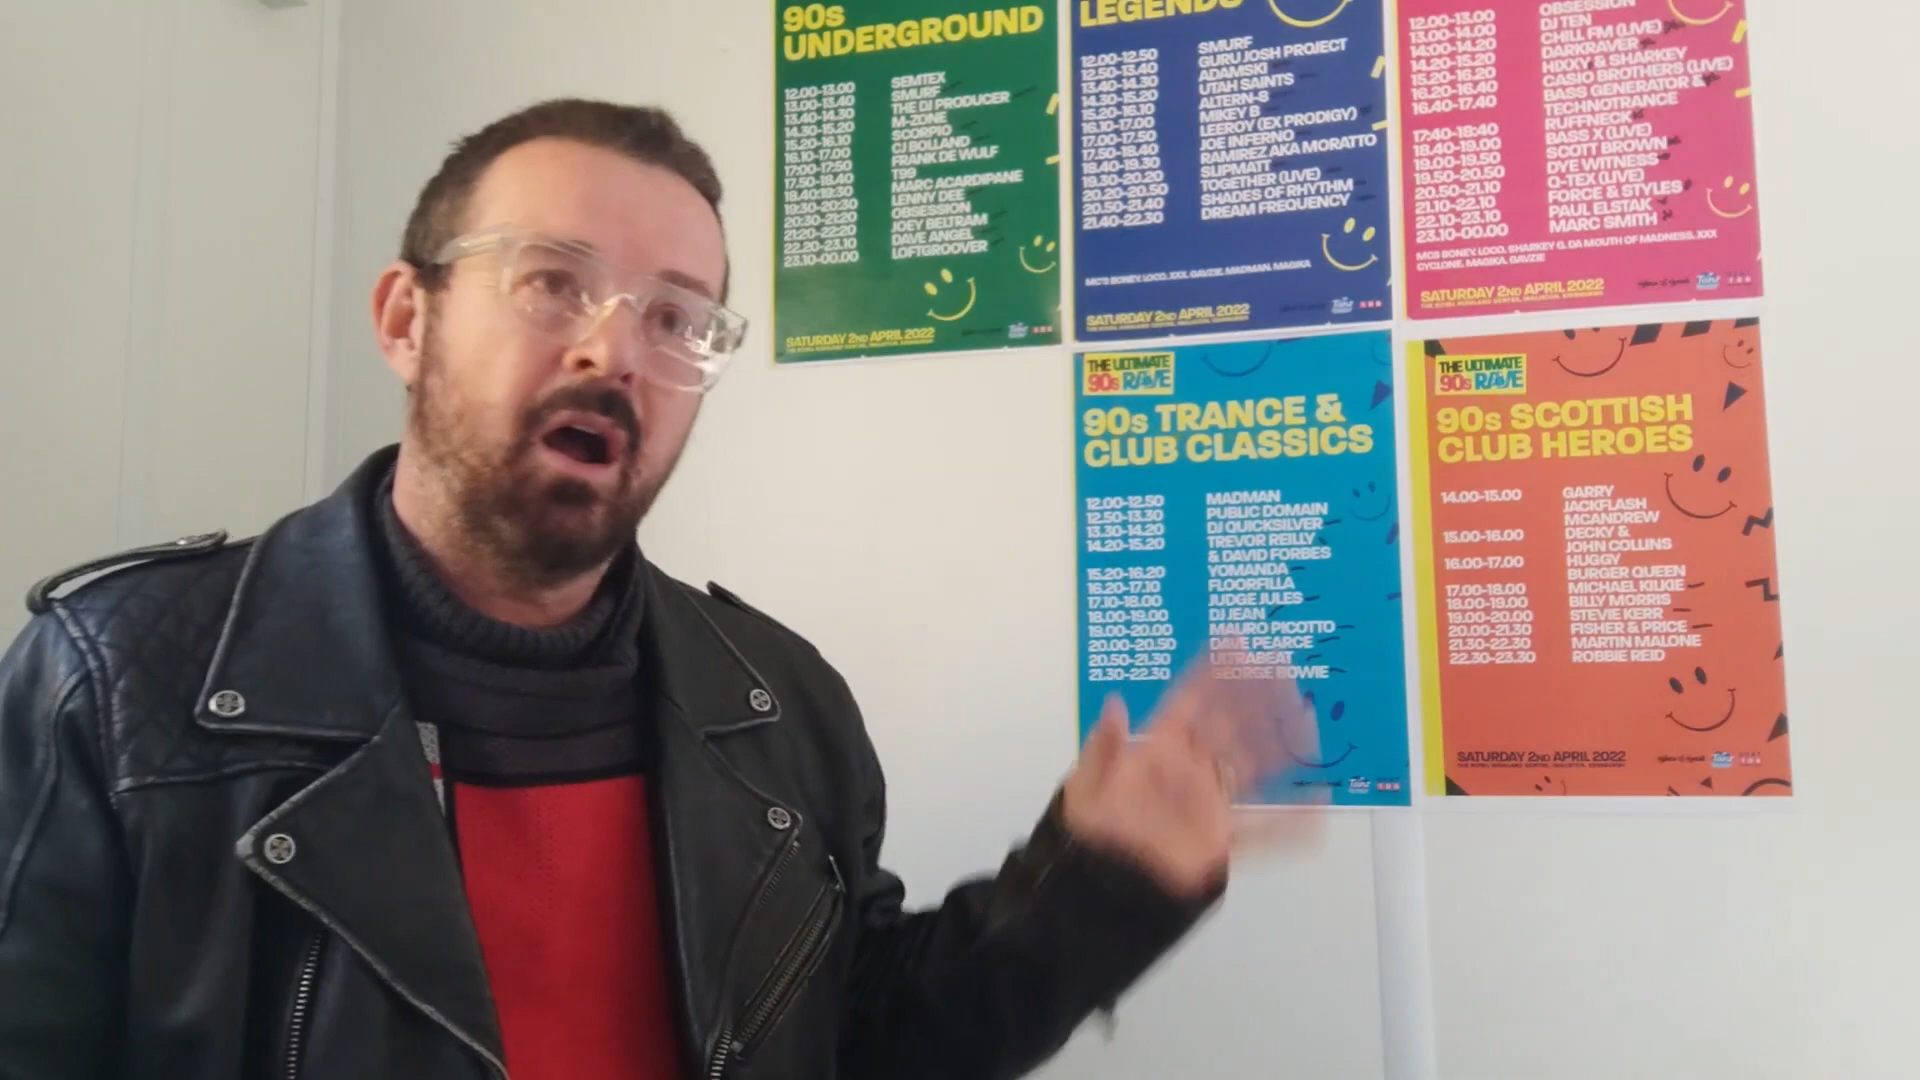 90s
UNDERGROUND
12.00-13.00
13.00-13.40
13.40-14.30
14.30-15.20
15.20-16.10
16.10-17.00
17.00-17.50
17.50-18.40
18.40-19:30
19:30-20:30
20:30-21:20
21:20-22:20
22.20-23.10
23.10-00.00
SEMTEX
SMURF
THE DJ PRODUCER
M-ZONE
SCORPIO
CJ BOLLAND
FRANK DE WULF
T99
MARC ACARDIPANE
LENNY DEE
OBSESSION
JOEY BELTRAM
DAVE ANGEL
LOFTGROOVER
SATURDAY 2ND APRIL 2022
LEGENDS
12.00-12.50
12.50-13.40
13.40-14.30
14.30-15.20
15.20-16.10
16.10-17.00
17.00-17.50
17.50-18.40
18.40-19.30
19.30-20.20
20.20-20.50
20.50-21.40
21.40-22.30
SMURF
GURU JOSH PROJECT
ADAMSKI
UTAH SAINTS
ALTERN-8
MIKEY B
LEEROY (EX PRODIGY)
JOE INFERNO
RAMIREZ AKA MORATTO
SLIPMATT
TOGETHER (LIVE)
SHADES OF RHYTHM
DREAM FREQUENCY
MCS BONEY, LOCO, XXX, GAVZIE, MADMAN, MAGIKA
SATURDAY 2ND APRIL 2022
12.00-13.00
13.00-14.00
14:00-14.20
14.20-15.20
15.20-16.20
16.20-16.40
16.40-17.40
17:40-18:40
18.40-19.00
19.00-19.50
19.50-20.50
20.50-21.10
21.10-22.10
22.10-23.10
23.10-00.00
OBSESSION
DJ TEN
CHILL FM (LIVE)
DARKRAVER
HIXXY & SHARKEY
CASIO BROTHERS (LIVE)
BASS GENERATOR &
TECHNOTRANCE
RUFFNECK
BASS X (LIVE)
SCOTT BROWN
DYE WITNESS
Q-TEX (LIVE)
FORCE & STYLES
PAUL ELSTAK
MARC SMITH
MCS BONEY, LOCO, SHARKEY G, DA MOUTH OF MADNESS, XXX
CYCLONE, MAGIKA, GAVZIE
SATURDAY 2ND APRIL 2022
THE ULTIMATE
90s RAVE
90s TRANCE &
CLUB CLASSICS
12.00-12.50
12.50-13.30
13.30-14.20
14.20-15.20
15.20-16.20
16.20-17.10
17.10-18.00
18.00-19.00
19.00-20.00
20.00-20.50
20.50-21.30
21.30-22.30
MADMAN
PUBLIC DOMAIN
DJ QUICKSILVER
TREVOR REILLY
& DAVID FORBES
YOMANDA
FLOORFILLA
JUDGE JULES
DJ JEAN
MAURO PICOTTO
DAVE PEARCE
ULTRABEAT
GEORGE BOWIE
THE ULTIMATE
90s RAVE
90s SCOTTISH
CLUB HEROES
14.00-15.00
15.00-16.00
16.00-17.00
17.00-18.00
18.00-19.00
19.00-20.00
20.00-21.30
21.30-22.30
22.30-23.30
GARRY
JACKFLASH
MCANDREW
DECKY &
JOHN COLLINS
HUGGY
BURGER QUEEN
MICHAEL KILKIE
BILLY MORRIS
STEVIE KERR
FISHER & PRICE
MARTIN MALONE
ROBBIE REID
SATURDAY 2ND APRIL 2022